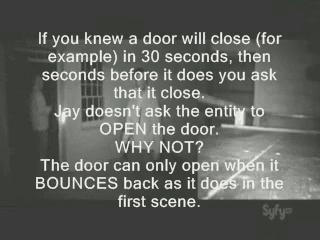 If you knew a door will close (for
example) in 30 seconds, then
seconds before it does you ask
that it close.
Jay doesn't ask the entity to
OPEN the door.
WHY NOT?
The door can only open when it
BOUNCES back as it does in the
first scene.
Syfy